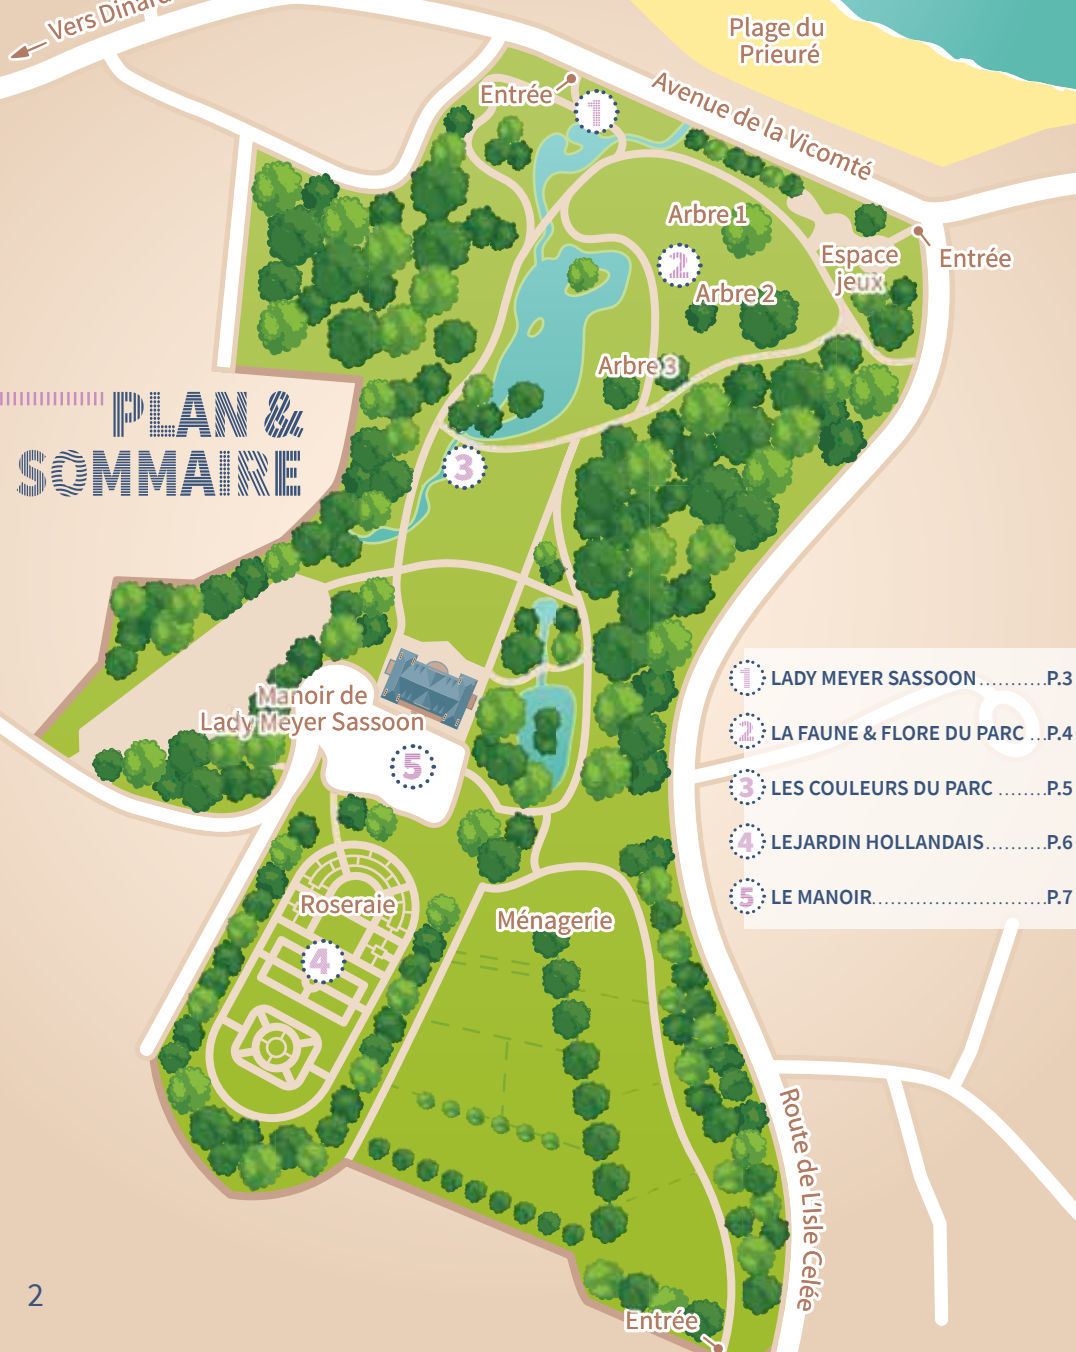 Vers Dinard
Plage du
Prieuré
Entrée
1
Avenue de la Vicomté
Arbre 1
Espace
jeux
Entrée
2
Arbre 2
Arbre 3
PLAN &
SOMMAIRE
3
Manoir de
Lady Meyer Sassoon
5
1 LADY MEYER SASSOON...........P.3
2 LA FAUNE & FLORE DU PARC ...P.4
3 LES COULEURS DU PARC ........P.5
4 LEJARDIN HOLLANDAIS..........P.6
5 LE MANOIR............................P.7
Roseraie
Ménagerie
4
Route de L'Isle Celée
2
Entrée